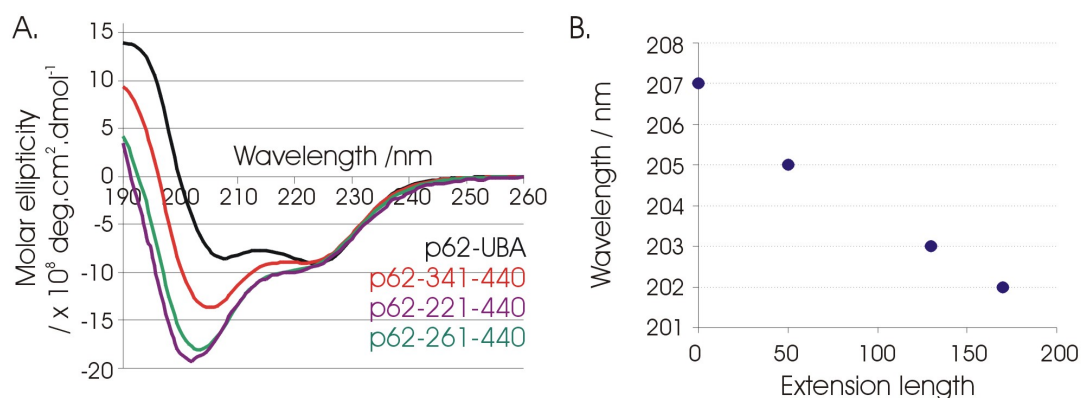 A.
Molar ellipticity
/ x 10⁸ deg.cm².dmol⁻¹
15
10
5
0
-5
-10
-15
-20
Wavelength /nm
190 200 210 220 230 240 250 260
p62-UBA
p62-341-440
p62-221-440
p62-261-440
B.
Wavelength / nm
208
207
206
205
204
203
202
201
0 50 100 150 200
Extension length